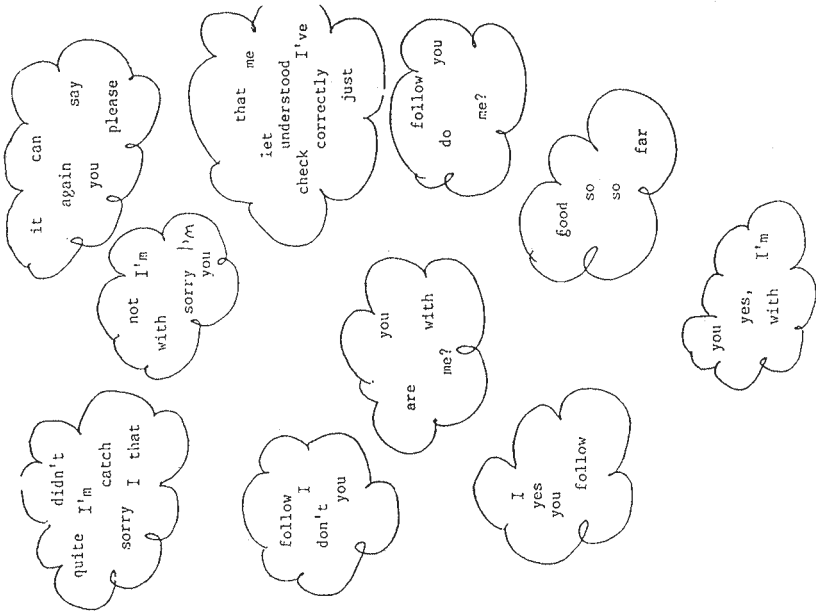 didn't
quite I'm
catch
sorry I that
it can
again say
you please
not I'm
with
sorry I'm
you
that me
iet
understood
I've
check correctly
just
follow
I
don't
you
you
are with
me?
follow you
do
me?
I
yes
you
follow
good
so
so
far
you
yes,
with I'm